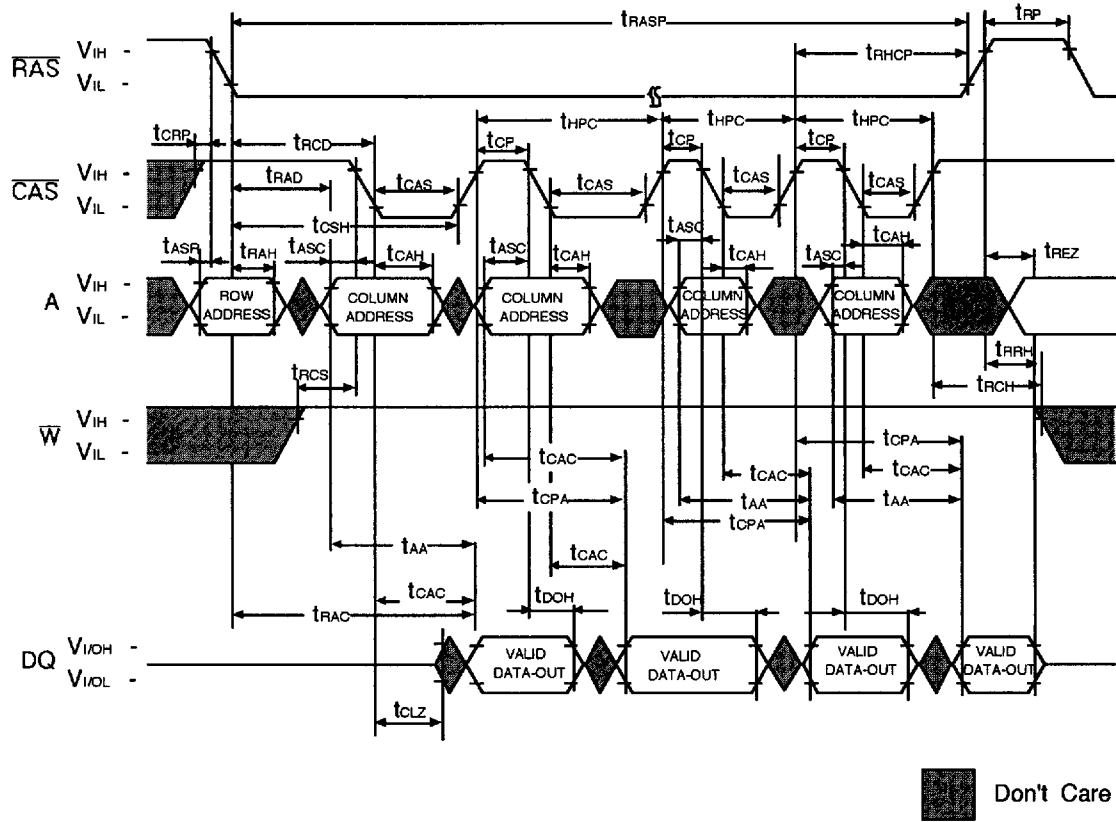 tRASP
tRP
RAS
VIH -
VIL -
tRHCP
tCRP
tRCD
tHPC
tHPC
tHPC
tCP
tCP
tCP
CAS
VIH -
VIL -
tRAD
tCAS
tCAS
tCAS
tCAS
tCSH
tASR
tRAH
tASC
tCAH
tASC
tCAH
tASC
tCAH
tASC
tCAH
tREZ
A
VIH -
VIL -
ROW ADDRESS
COLUMN ADDRESS
COLUMN ADDRESS
COLUMN ADDRESS
COLUMN ADDRESS
tRCS
tRRH
tRCH
W
VIH -
VIL -
tCPA
tCAC
tCAC
tCAC
tCPA
tAA
tAA
tCPA
tAA
tCAC
tCAC
tRAC
tDOH
tDOH
tDOH
DQ
VI/OH -
VI/OL -
VALID DATA-OUT
VALID DATA-OUT
VALID DATA-OUT
VALID DATA-OUT
tCLZ
Don't Care